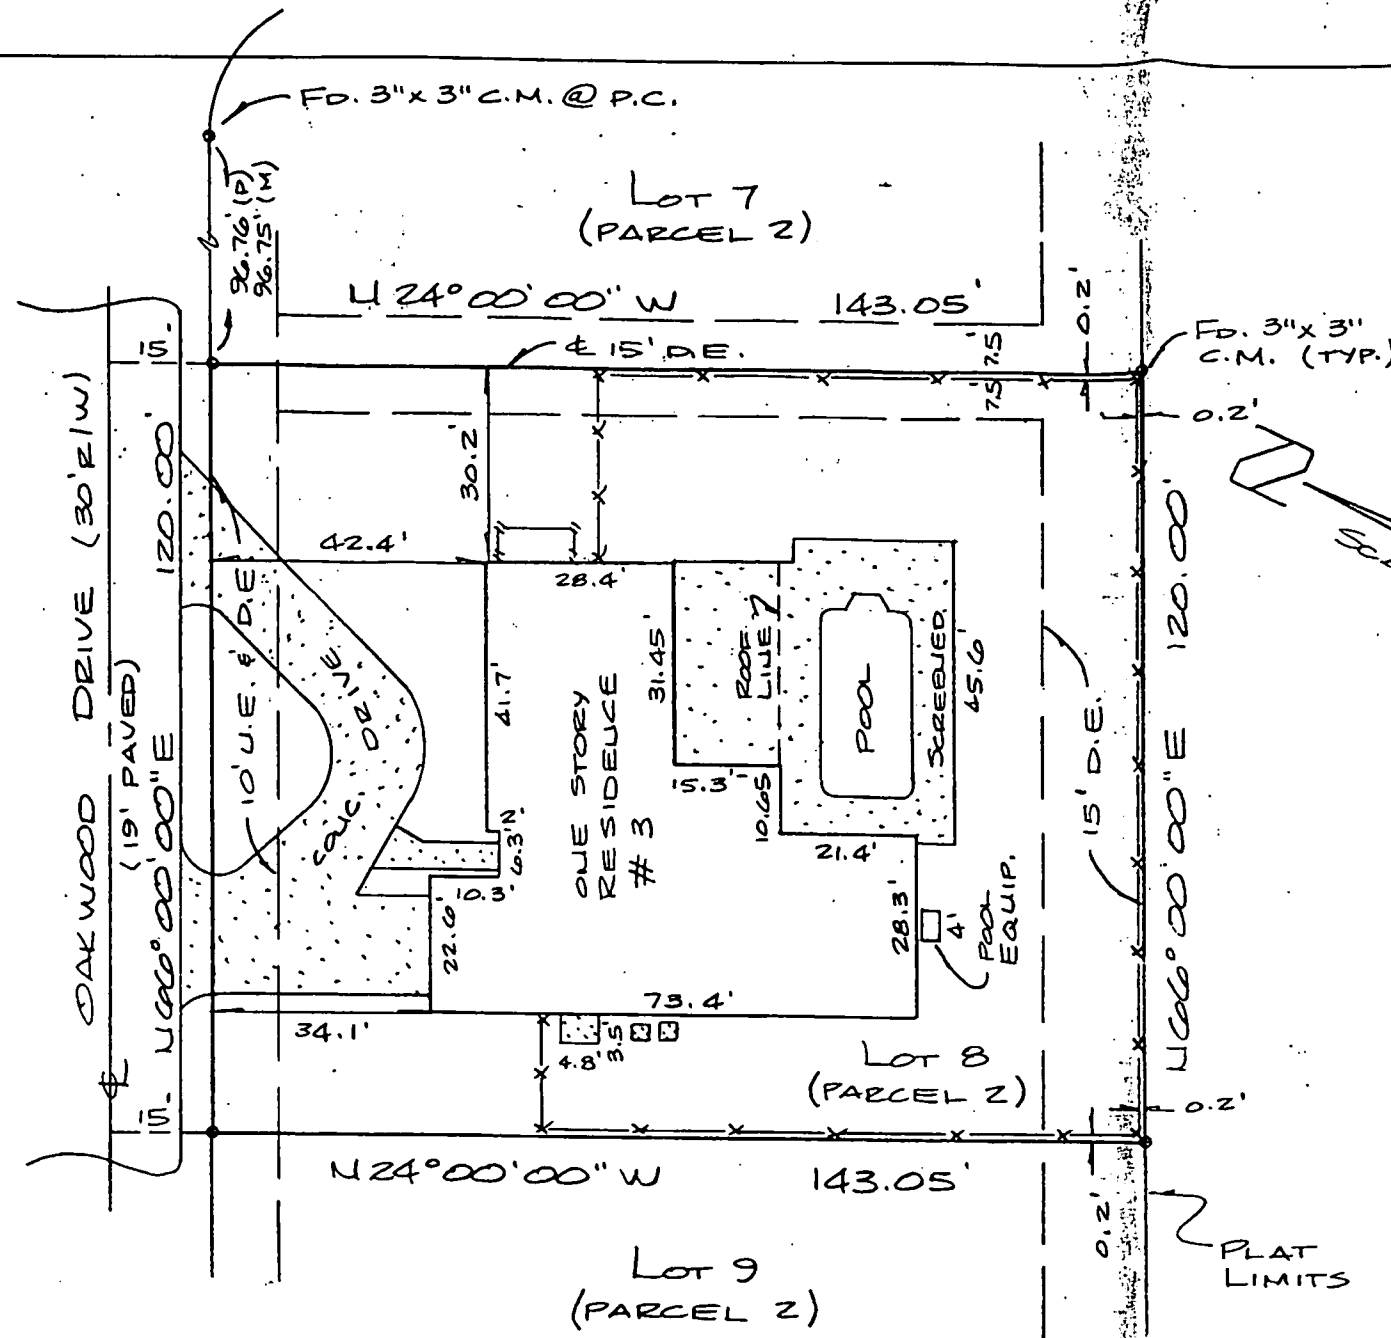 FD. 3"x 3" C.M. @ P.C.
96.76' (P)
96.75' (M)
LOT 7
(PARCEL 2)
N 24°00'00" W 143.05'
0.2'
FD. 3"x 3"
C.M. (TYP.)
15.
℄ 15' D.E.
7.5'
7.5'
0.2'
30.2'
42.4'
28.4'
OAKWOOD DRIVE (30' R/W)
(19' PAVED)
N66°00'00"E 120.00'
10' U.E. & D.E.
CONC. DRIVE
41.7'
ONE STORY
RESIDENCE
# 3
31.45'
ROOF
LINE
POOL
SCREENED
45.6'
15' D.E.
N66°00'00"E 120.00'
15.3'
10.65
6.3'
10.3'
21.4'
22.6'
28.3'
4'
POOL
EQUIP.
73.4'
34.1'
4.8'
3.5'
LOT 8
(PARCEL 2)
℄
15.
0.2'
N24°00'00" W 143.05'
0.2'
PLAT
LIMITS
LOT 9
(PARCEL 2)